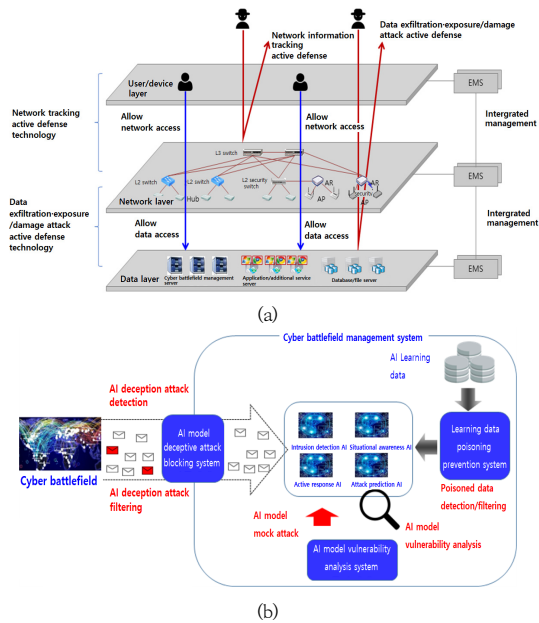 Network information
tracking
active defense
Data exfiltration·exposure/damage
attack active defense
User/device
layer
EMS
Network tracking
active defense
technology
Allow
network access
Allow
network access
Intergrated
management
L3 switch
L2 switch
L2 switch
L2 security
switch
AR
AR
security
Hub
AP
AP
Network layer
EMS
Data
exfiltration·exposure
/damage attack
active defense
technology
Allow
data access
Allow
data access
Intergrated
management
Data layer
Cyber battlefield management
server
Application/additional service
server
Database/file server
EMS
(a)
Cyber battlefield management system
AI Learning
data
AI deception attack
detection
AI model
deceptive attack
blocking system
Cyber battlefield
AI deception attack
filtering
Intrusion detection AI
Situational awareness AI
Active response AI
Attack prediction AI
Learning data
poisoning
prevention system
Poisoned data
detection/filtering
AI model
mock attack
AI model
vulnerability analysis
AI model vulnerability
analysis system
(b)